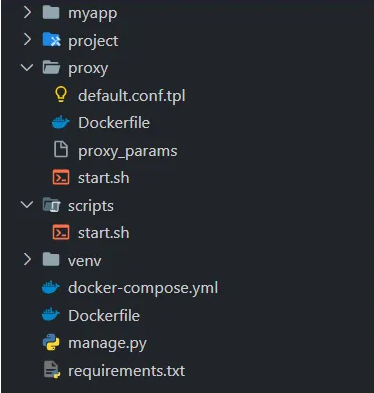 myapp
project
proxy
default.conf.tpl
Dockerfile
proxy_params
start.sh
scripts
start.sh
venv
docker-compose.yml
Dockerfile
manage.py
requirements.txt